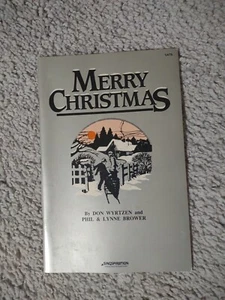 MERRY
CHRISTMAS
By DON WYRTZEN and
PHIL & LYNNE BROWER